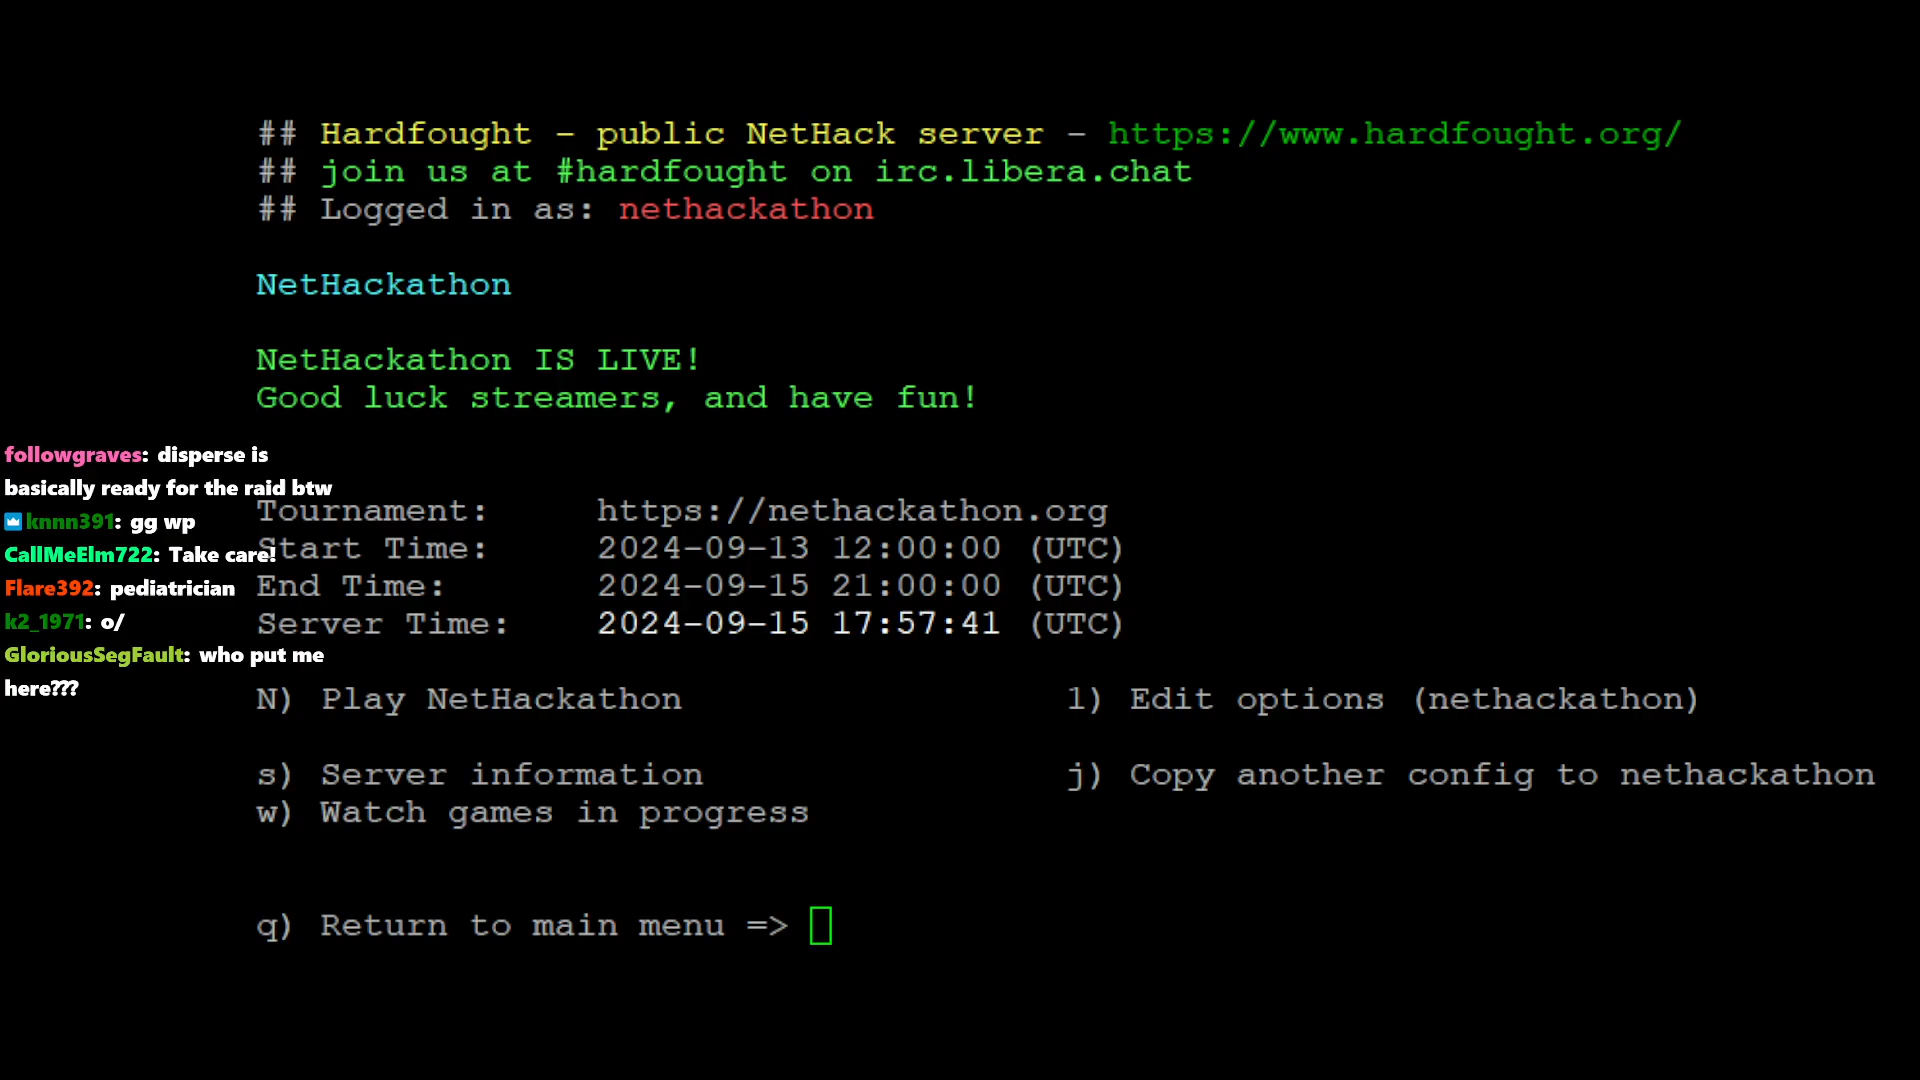 ## Hardfought - public NetHack server - https://www.hardfought.org/
## join us at #hardfought on irc.libera.chat
## Logged in as: nethackathon
NetHackathon
NetHackathon IS LIVE!
Good luck streamers, and have fun!
followgraves: disperse is
basically ready for the raid btw
knnn391: gg wp
CallMeElm722: Take care!
Flare392: pediatrician
k2_1971: o/
GloriousSegFault: who put me
here???
Tournament: https://nethackathon.org
Start Time: 2024-09-13 12:00:00 (UTC)
End Time: 2024-09-15 21:00:00 (UTC)
Server Time: 2024-09-15 17:57:41 (UTC)
N) Play NetHackathon l) Edit options (nethackathon)
s) Server information j) Copy another config to nethackathon
w) Watch games in progress
q) Return to main menu =>